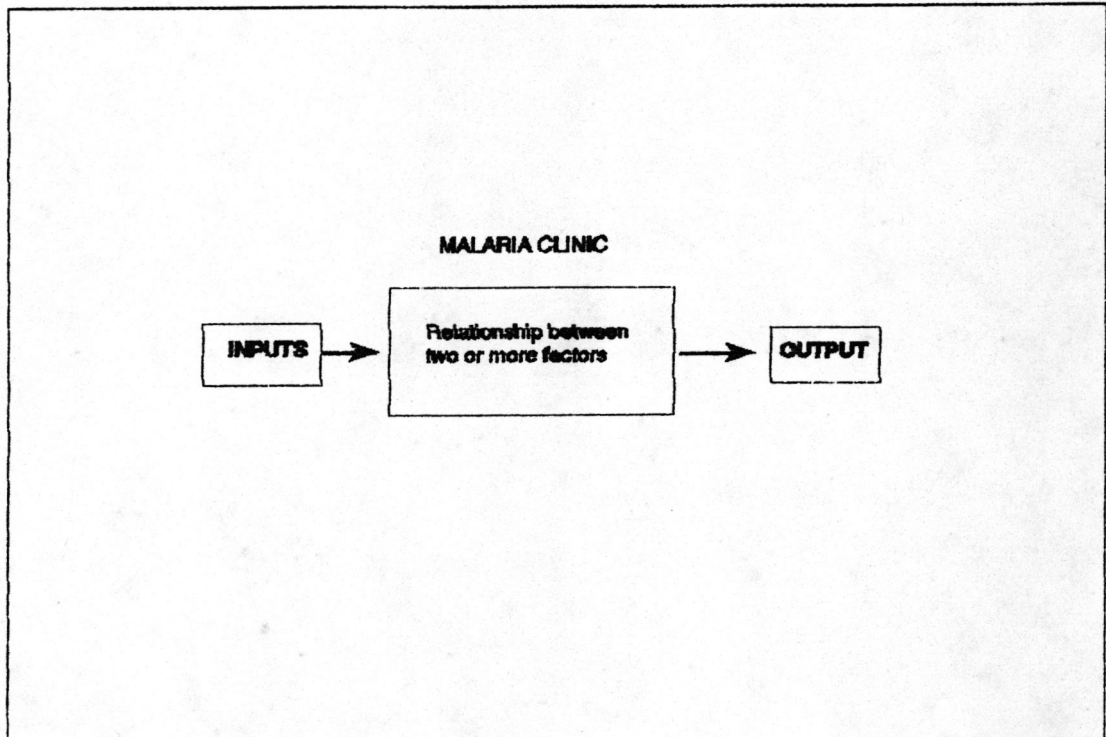 MALARIA CLINIC
INPUTS
Relationship between
two or more factors
OUTPUT